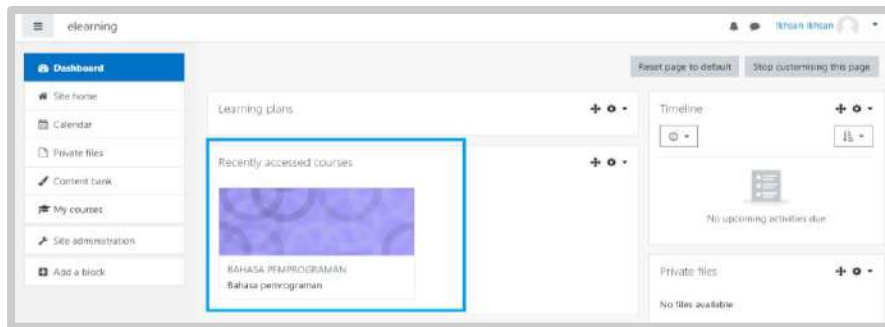 elearning
Ikhsan Ikhsan
Dashboard
Site home
Calendar
Private files
Content bank
My courses
Site administration
Add a block
Reset page to default
Stop customising this page
Learning plans
Recently accessed courses
BAHASA PEMPROGRAMAN
Bahasa pemrograman
Timeline
No upcoming activities due
Private files
No files available